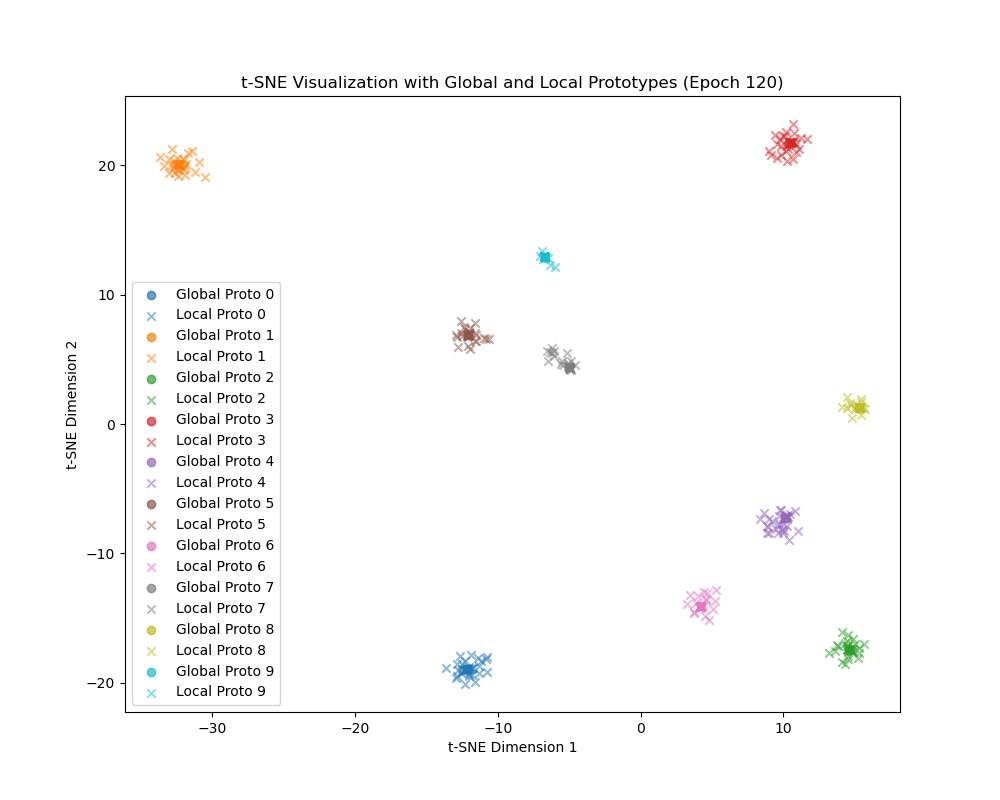 t-SNE Visualization with Global and Local Prototypes (Epoch 120)
t-SNE Dimension 2
20
10
0
−10
−20
Global Proto 0
Local Proto 0
Global Proto 1
Local Proto 1
Global Proto 2
Local Proto 2
Global Proto 3
Local Proto 3
Global Proto 4
Local Proto 4
Global Proto 5
Local Proto 5
Global Proto 6
Local Proto 6
Global Proto 7
Local Proto 7
Global Proto 8
Local Proto 8
Global Proto 9
Local Proto 9
−30 −20 −10 0 10
t-SNE Dimension 1